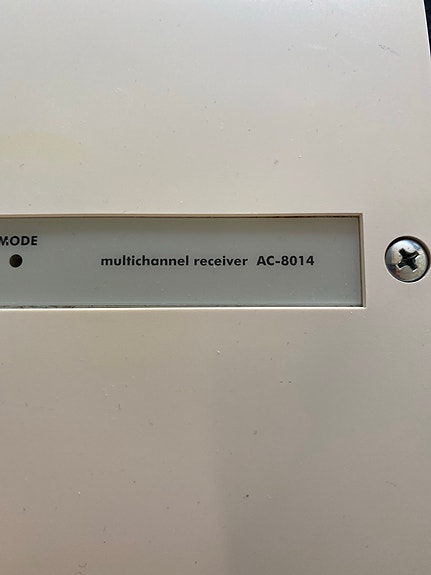 MODE
multichannel receiver AC-8014